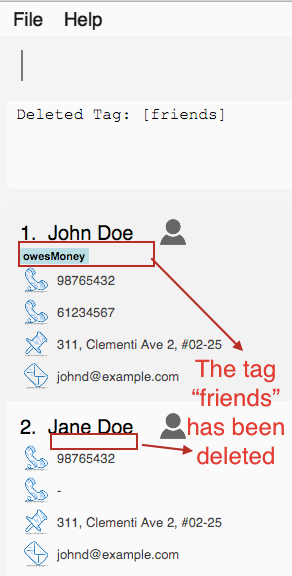 File Help
Deleted Tag: [friends]
1. John Doe
owesMoney
98765432
61234567
311, Clementi Ave 2, #02-25
johnd@example.com
The tag
“friends”
has been
deleted
2. Jane Doe
98765432
-
311, Clementi Ave 2, #02-25
johnd@example.com